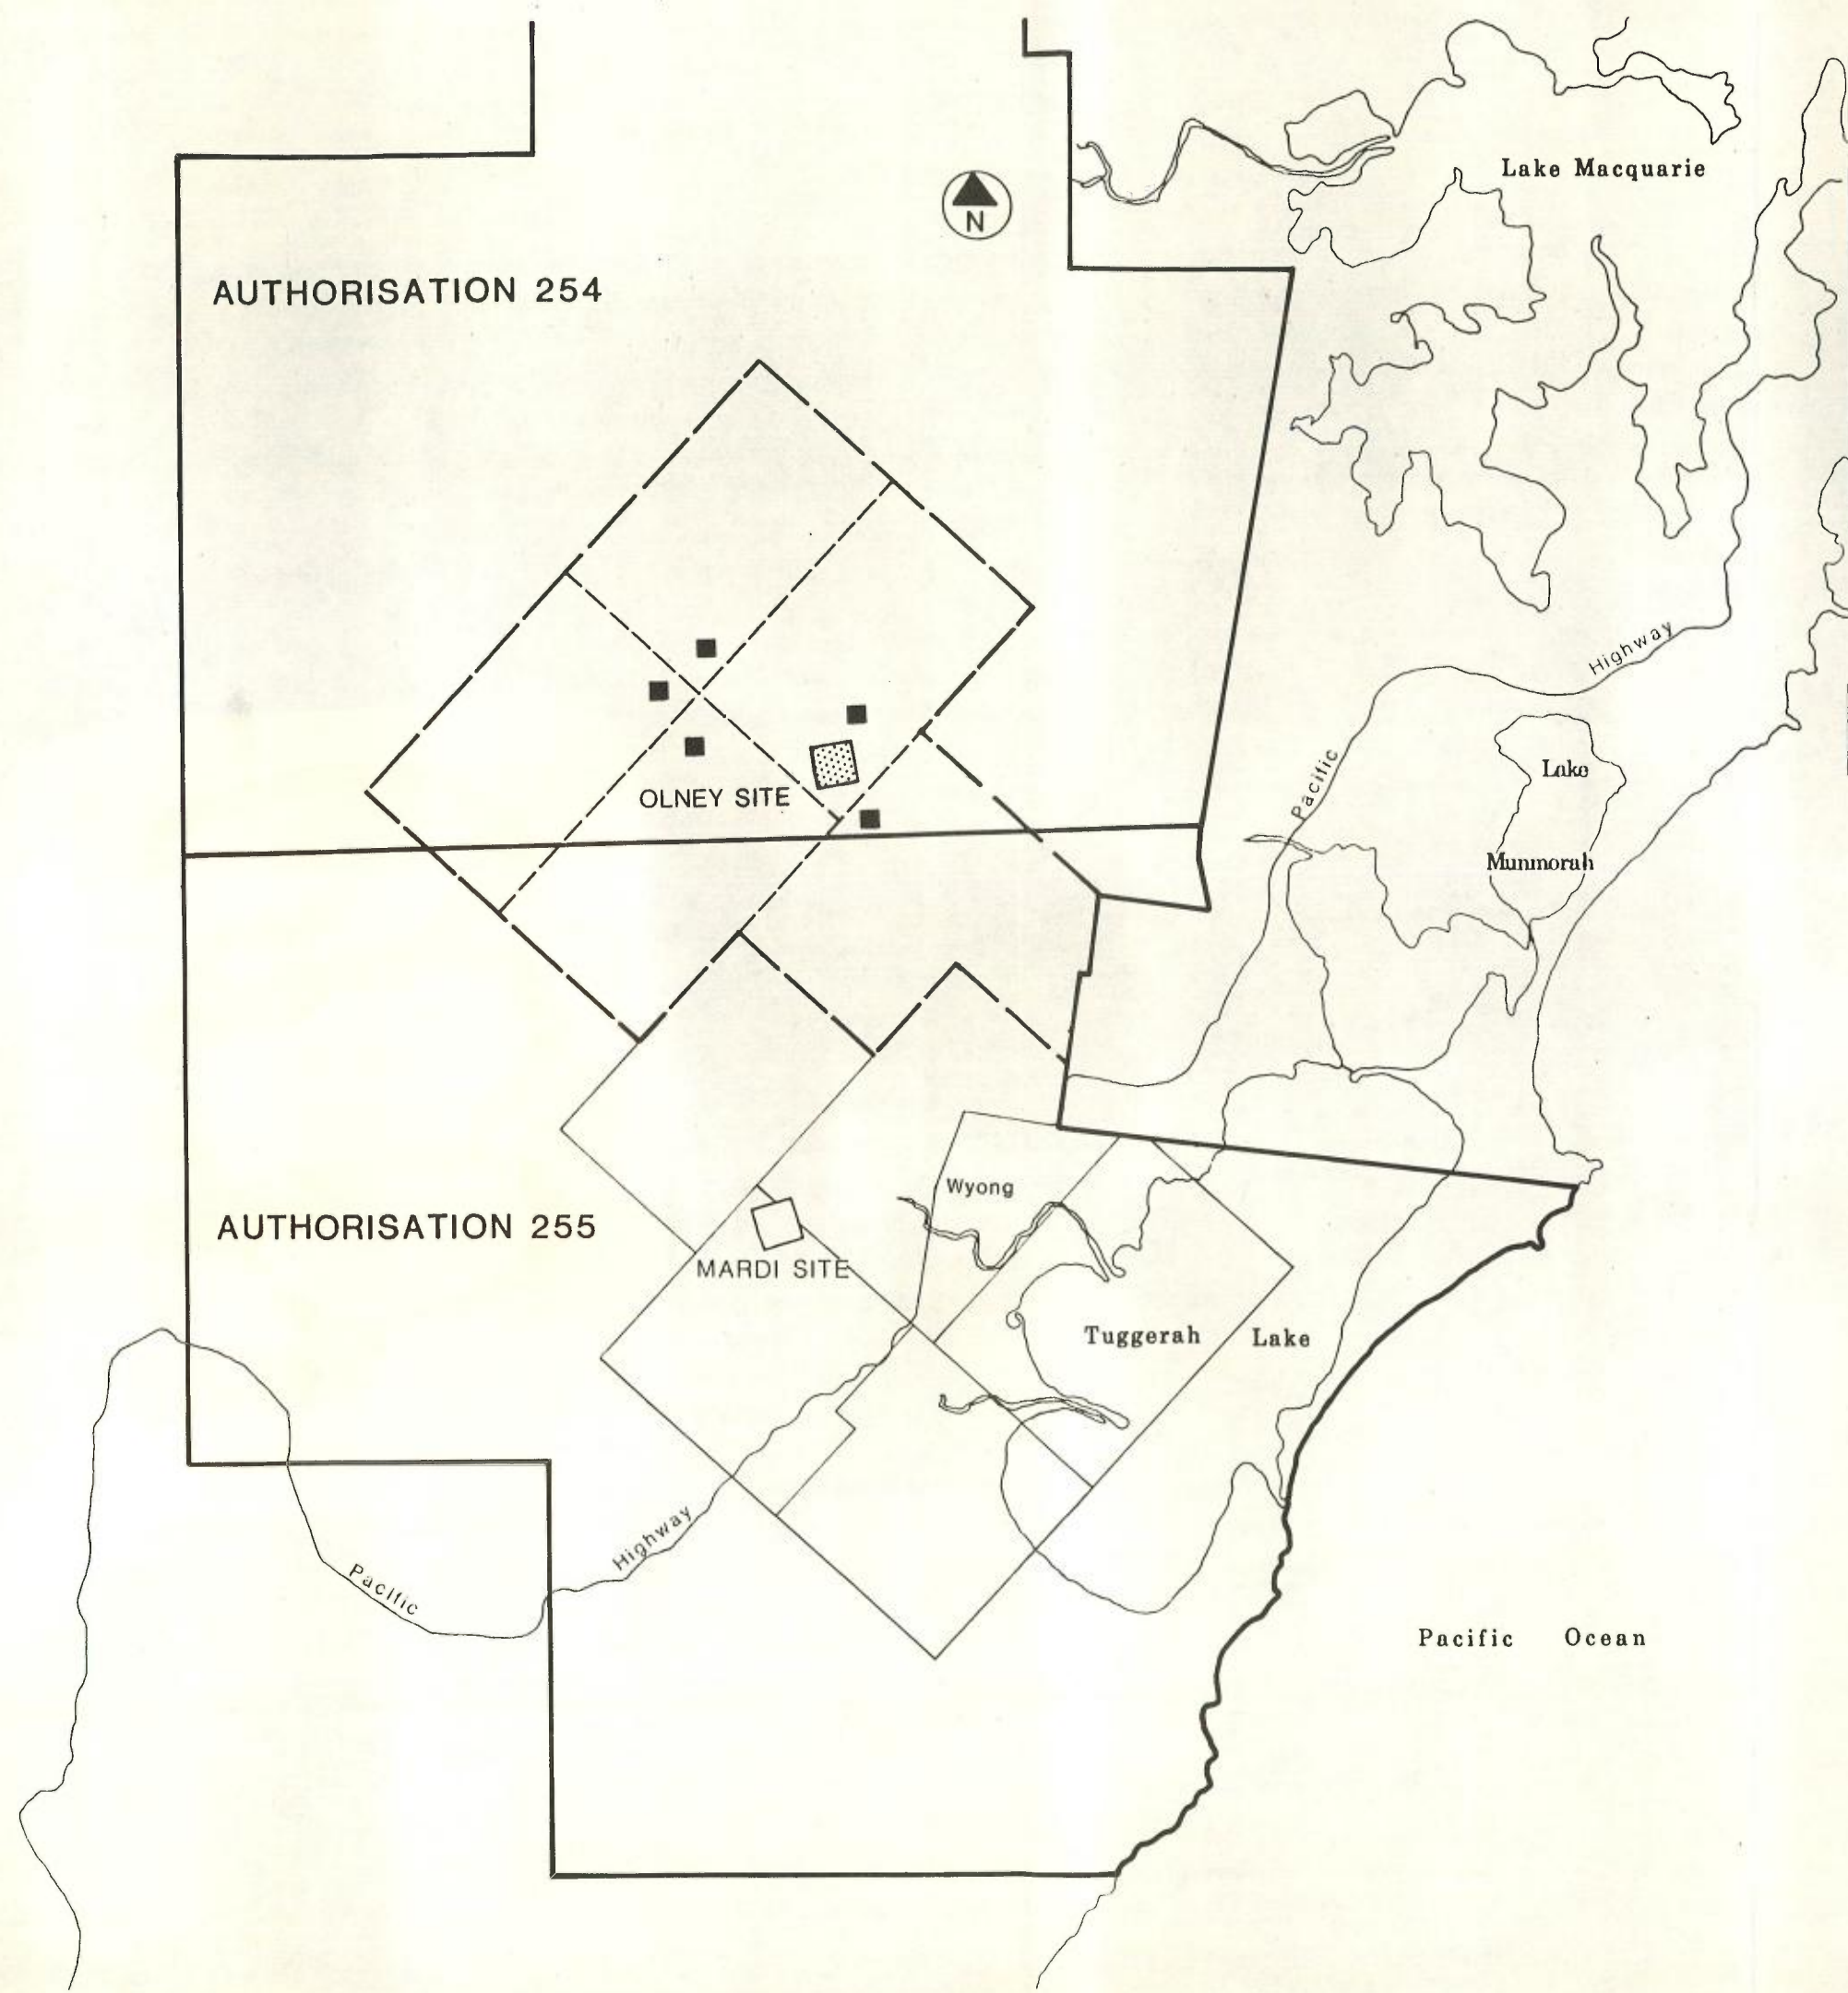 Lake Macquarie
N
AUTHORISATION 254
Highway
Pacific
Lake
Munmorah
OLNEY SITE
Wyong
AUTHORISATION 255
MARDI SITE
Tuggerah Lake
Highway
Pacific
Pacific Ocean